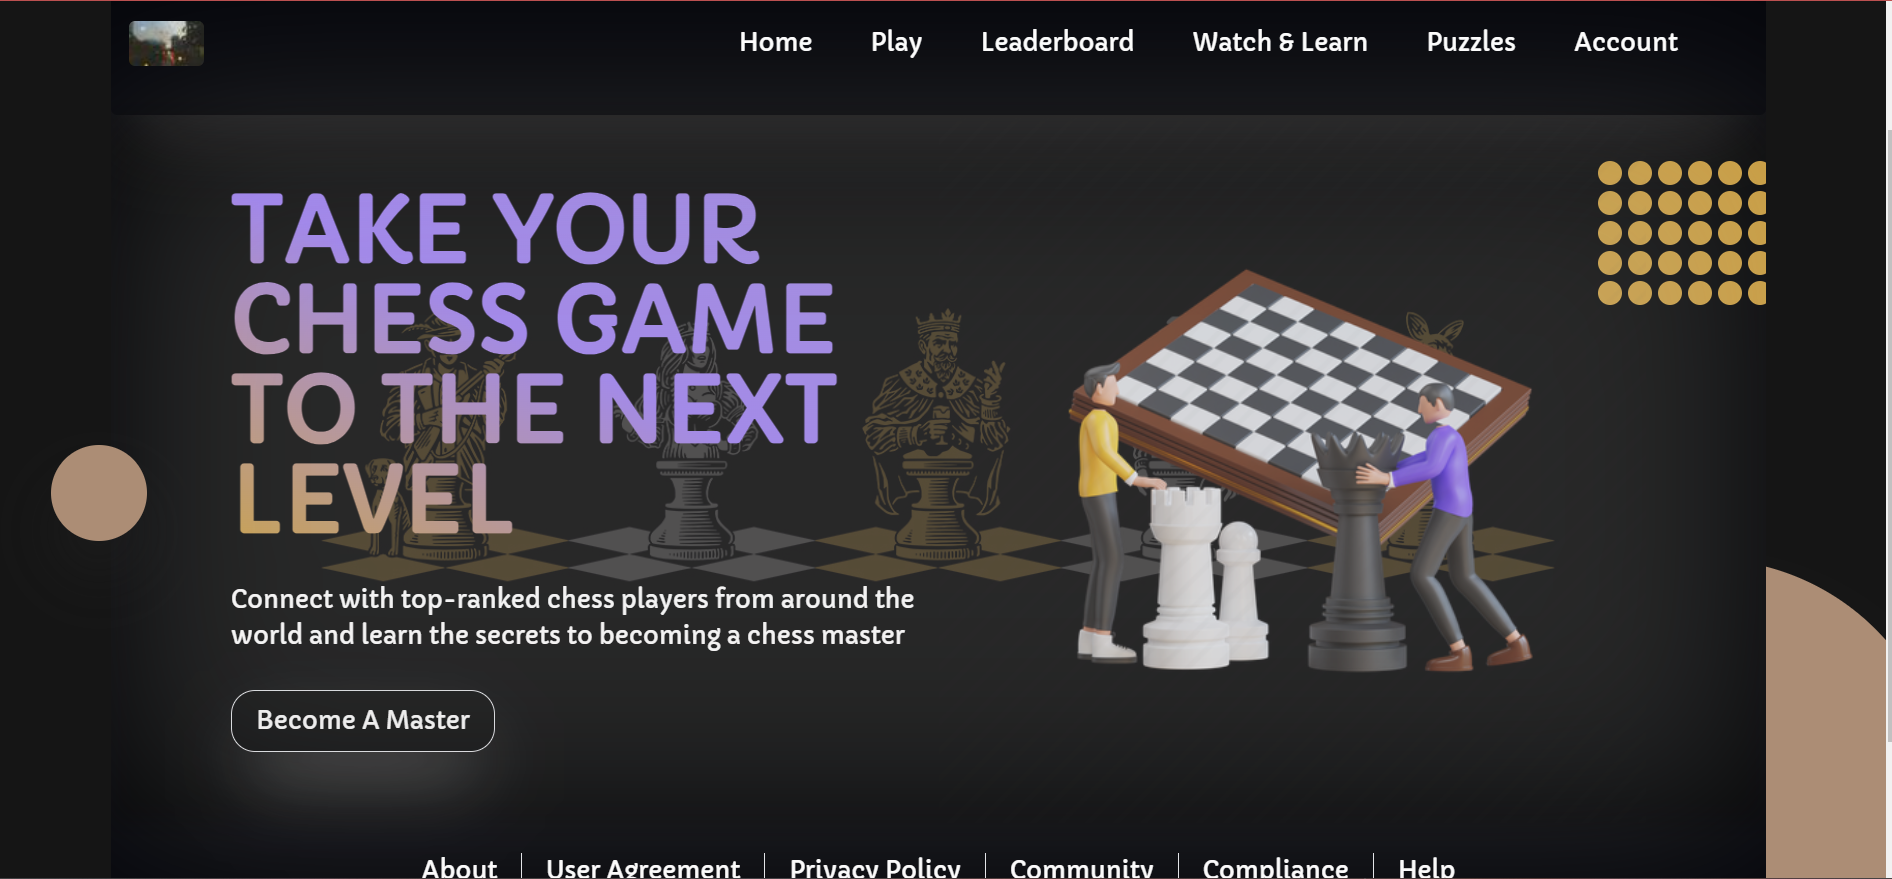 Home Play Leaderboard Watch & Learn Puzzles Account
TAKE YOUR
CHESS GAME
TO THE NEXT
LEVEL
Connect with top-ranked chess players from around the
world and learn the secrets to becoming a chess master
Become A Master
About User Agreement Privacy Policy Community Compliance Help